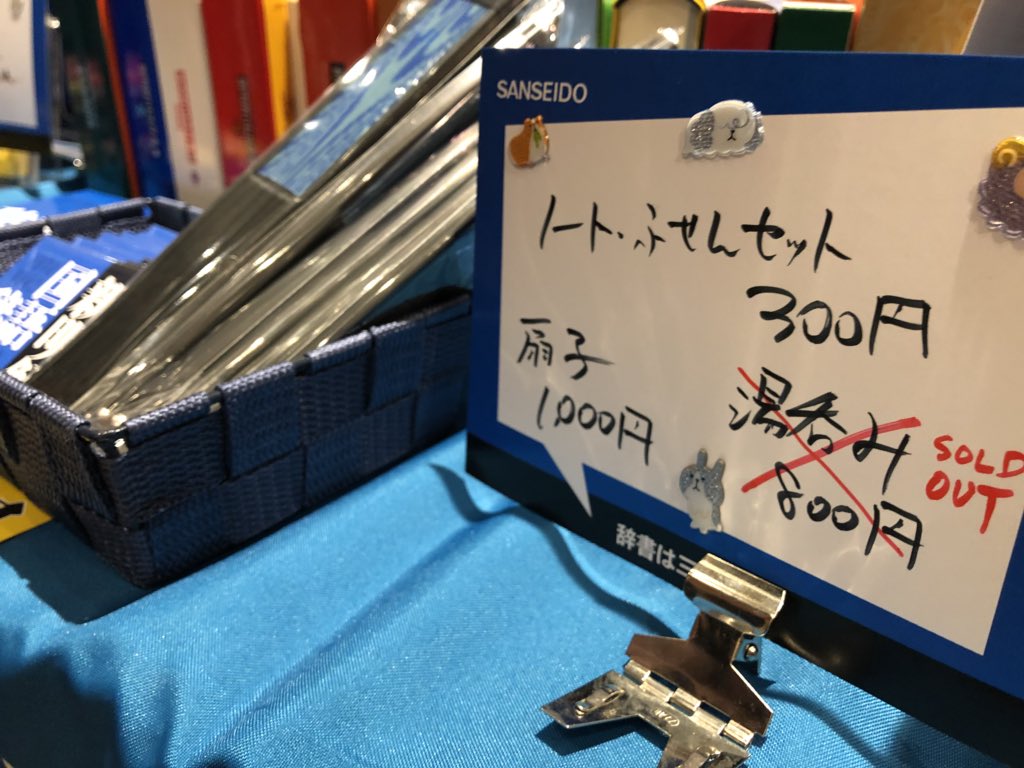 SANSEIDO
ノート・ふせんセット
300円
扇子
1,000円
湯呑み
800円
SOLD
OUT
辞書は三